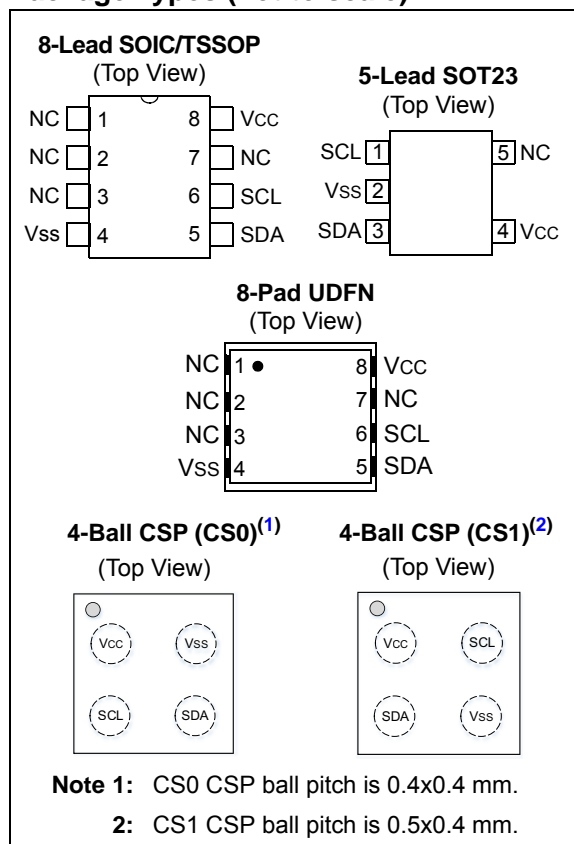 8-Lead SOIC/TSSOP
(Top View)
NC 1 8 VCC
NC 2 7 NC
NC 3 6 SCL
Vss 4 5 SDA
5-Lead SOT23
(Top View)
SCL 1 5 NC
Vss 2
SDA 3 4 VCC
8-Pad UDFN
(Top View)
NC 1 8 VCC
NC 2 7 NC
NC 3 6 SCL
Vss 4 5 SDA
4-Ball CSP (CS0)(1)
(Top View)
Vcc Vss
SCL SDA
4-Ball CSP (CS1)(2)
(Top View)
Vcc SCL
SDA Vss
Note 1: CS0 CSP ball pitch is 0.4x0.4 mm.
2: CS1 CSP ball pitch is 0.5x0.4 mm.